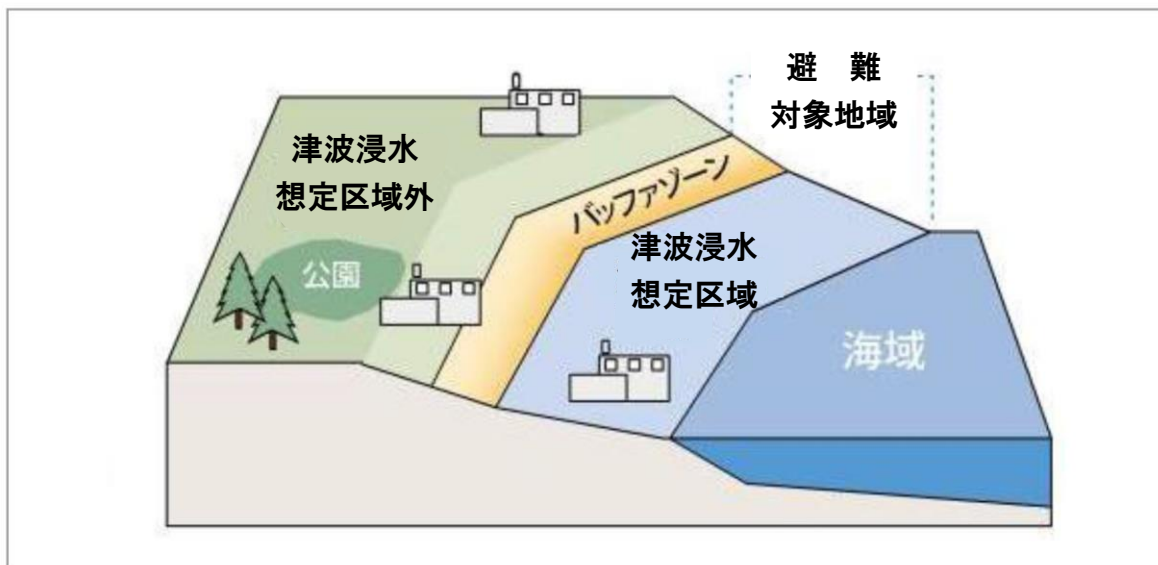 避　難
対象地域
津波浸水
想定区域外
バッファゾーン
津波浸水
想定区域
公園
海域